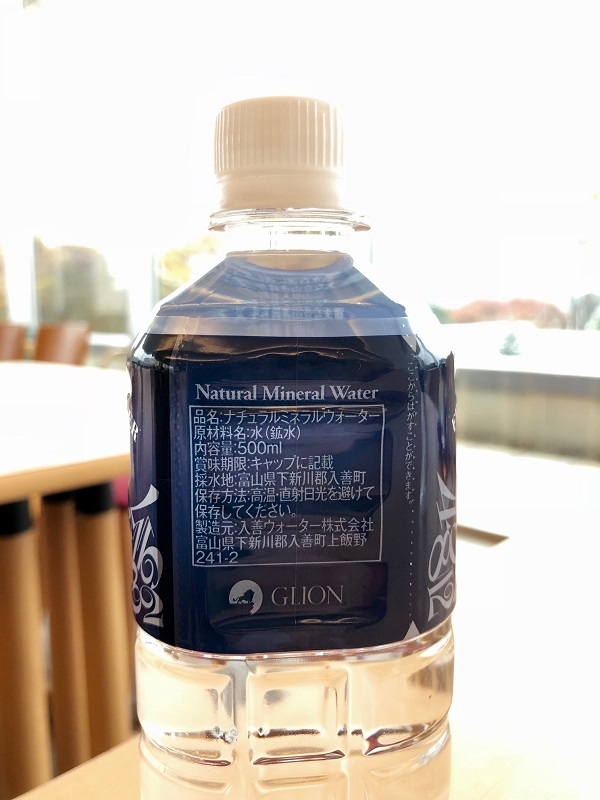 Natural Mineral Water
品名:ナチュラルミネラルウォーター
原材料名:水(鉱水)
内容量:500ml
賞味期限:キャップに記載
採水地:富山県下新川郡入善町
保存方法:高温・直射日光を避けて
保存してください。
製造元:入善ウォーター株式会社
富山県下新川郡入善町上飯野
241-2
GLION
ここからはがすことができます。